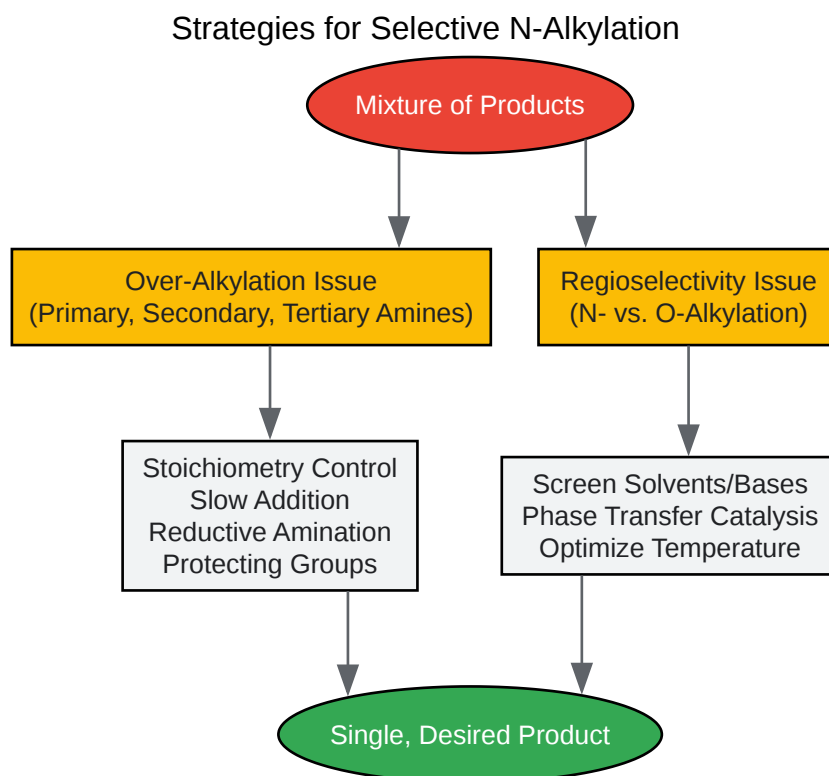 Strategies for Selective N-Alkylation
Mixture of Products
Over-Alkylation Issue
(Primary, Secondary, Tertiary Amines)
Regioselectivity Issue
(N- vs. O-Alkylation)
Stoichiometry Control
Slow Addition
Reductive Amination
Protecting Groups
Screen Solvents/Bases
Phase Transfer Catalysis
Optimize Temperature
Single, Desired Product